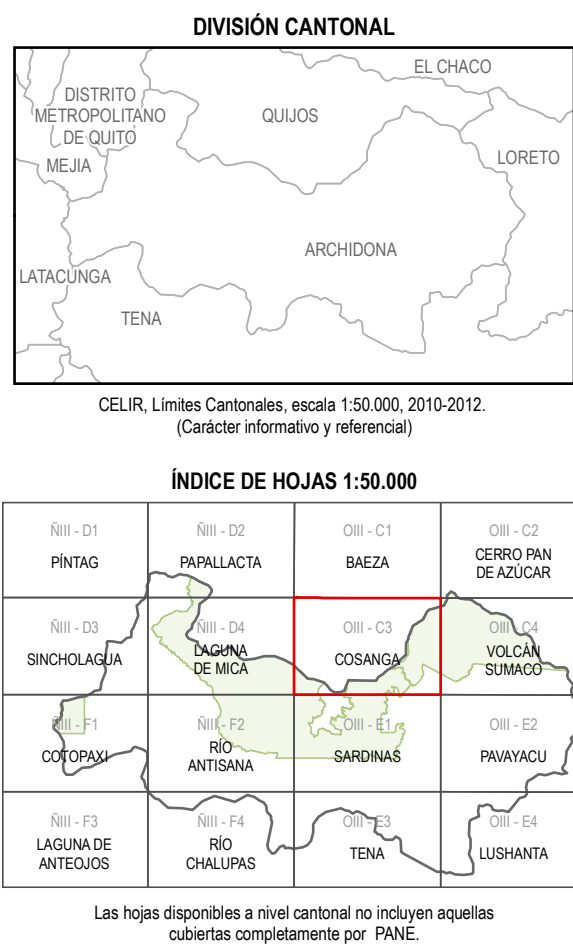 DIVISIÓN CANTONAL
EL CHACO
DISTRITO
METROPOLITANO
DE QUITO
QUIJOS
MEJIA
LORETO
ARCHIDONA
LATACUNGA
TENA
CELIR, Límites Cantonales, escala 1:50.000, 2010-2012.
(Carácter informativo y referencial)
ÍNDICE DE HOJAS 1:50.000
ÑIII - D1
PÍNTAG
ÑIII - D2
PAPALLACTA
OIII - C1
BAEZA
OIII - C2
CERRO PAN
DE AZÚCAR
ÑIII - D3
SINCHOLAGUA
ÑIII - D4
LAGUNA
DE MICA
OIII - C3
COSANGA
OIII - C4
VOLCÁN
SUMACO
ÑIII - F1
COTOPAXI
ÑIII - F2
RÍO
ANTISANA
OIII - E1
SARDINAS
OIII - E2
PAVAYACU
ÑIII - F3
LAGUNA DE
ANTEOJOS
ÑIII - F4
RÍO
CHALUPAS
OIII - E3
TENA
OIII - E4
LUSHANTA
Las hojas disponibles a nivel cantonal no incluyen aquellas
cubiertas completamente por PANE.